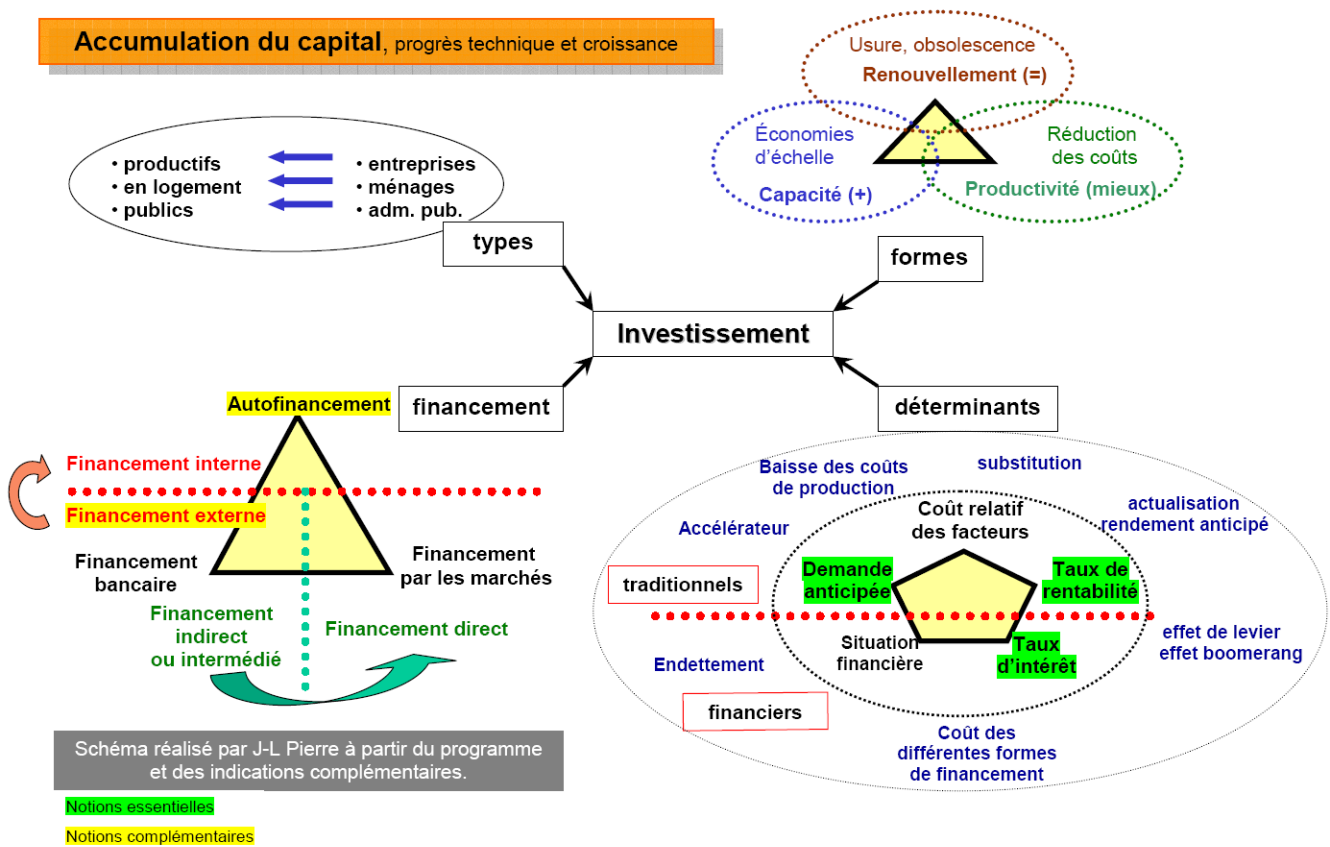 Accumulation du capital, progrès technique et croissance
Usure, obsolescence
Renouvellement (=)
Économies
d'échelle
Capacité (+)
Réduction
des coûts
Productivité (mieux)
• productifs
• en logement
• publics
• entreprises
• ménages
• adm. pub.
types
formes
Investissement
financement
déterminants
Autofinancement
Financement interne
Financement externe
Financement
bancaire
Financement
par les marchés
Financement
indirect
ou intermédié
Financement direct
Baisse des coûts
de production
substitution
actualisation
rendement anticipé
Accélérateur
Coût relatif
des facteurs
traditionnels
Demande
anticipée
Taux de
rentabilité
Situation
financière
Taux
d'intérêt
effet de levier
effet boomerang
Endettement
financiers
Coût des
différentes formes
de financement
Schéma réalisé par J-L Pierre à partir du programme
et des indications complémentaires.
Notions essentielles
Notions complémentaires